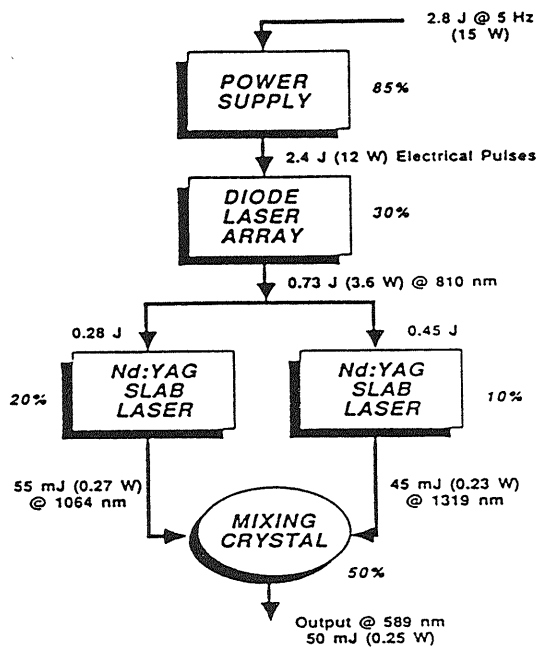 2.8 J @ 5 Hz
(15 W)
POWER
SUPPLY
85%
2.4 J (12 W) Electrical Pulses
DIODE
LASER
ARRAY
30%
0.73 J (3.6 W) @ 810 nm
0.28 J
0.45 J
Nd:YAG
SLAB
LASER
20%
Nd:YAG
SLAB
LASER
10%
55 mJ (0.27 W)
@ 1064 nm
45 mJ (0.23 W)
@ 1319 nm
MIXING
CRYSTAL
50%
Output @ 589 nm
50 mJ (0.25 W)